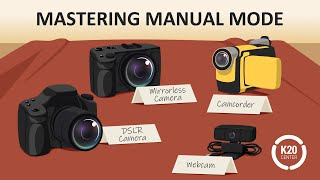 MASTERING MANUAL MODE
Mirrorless
Camera
Camcorder
DSLR
Camera
Webcam
K20
CENTER